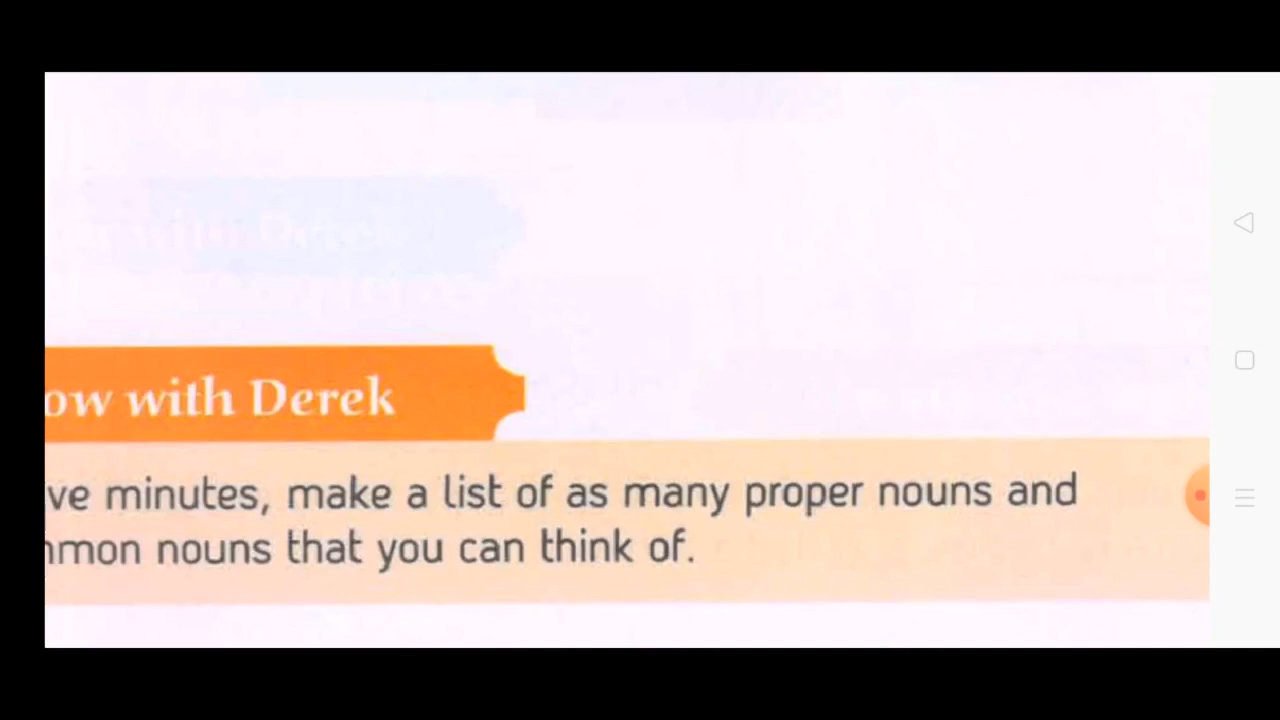 ow with Derek
ve minutes, make a list of as many proper nouns and
mmon nouns that you can think of.